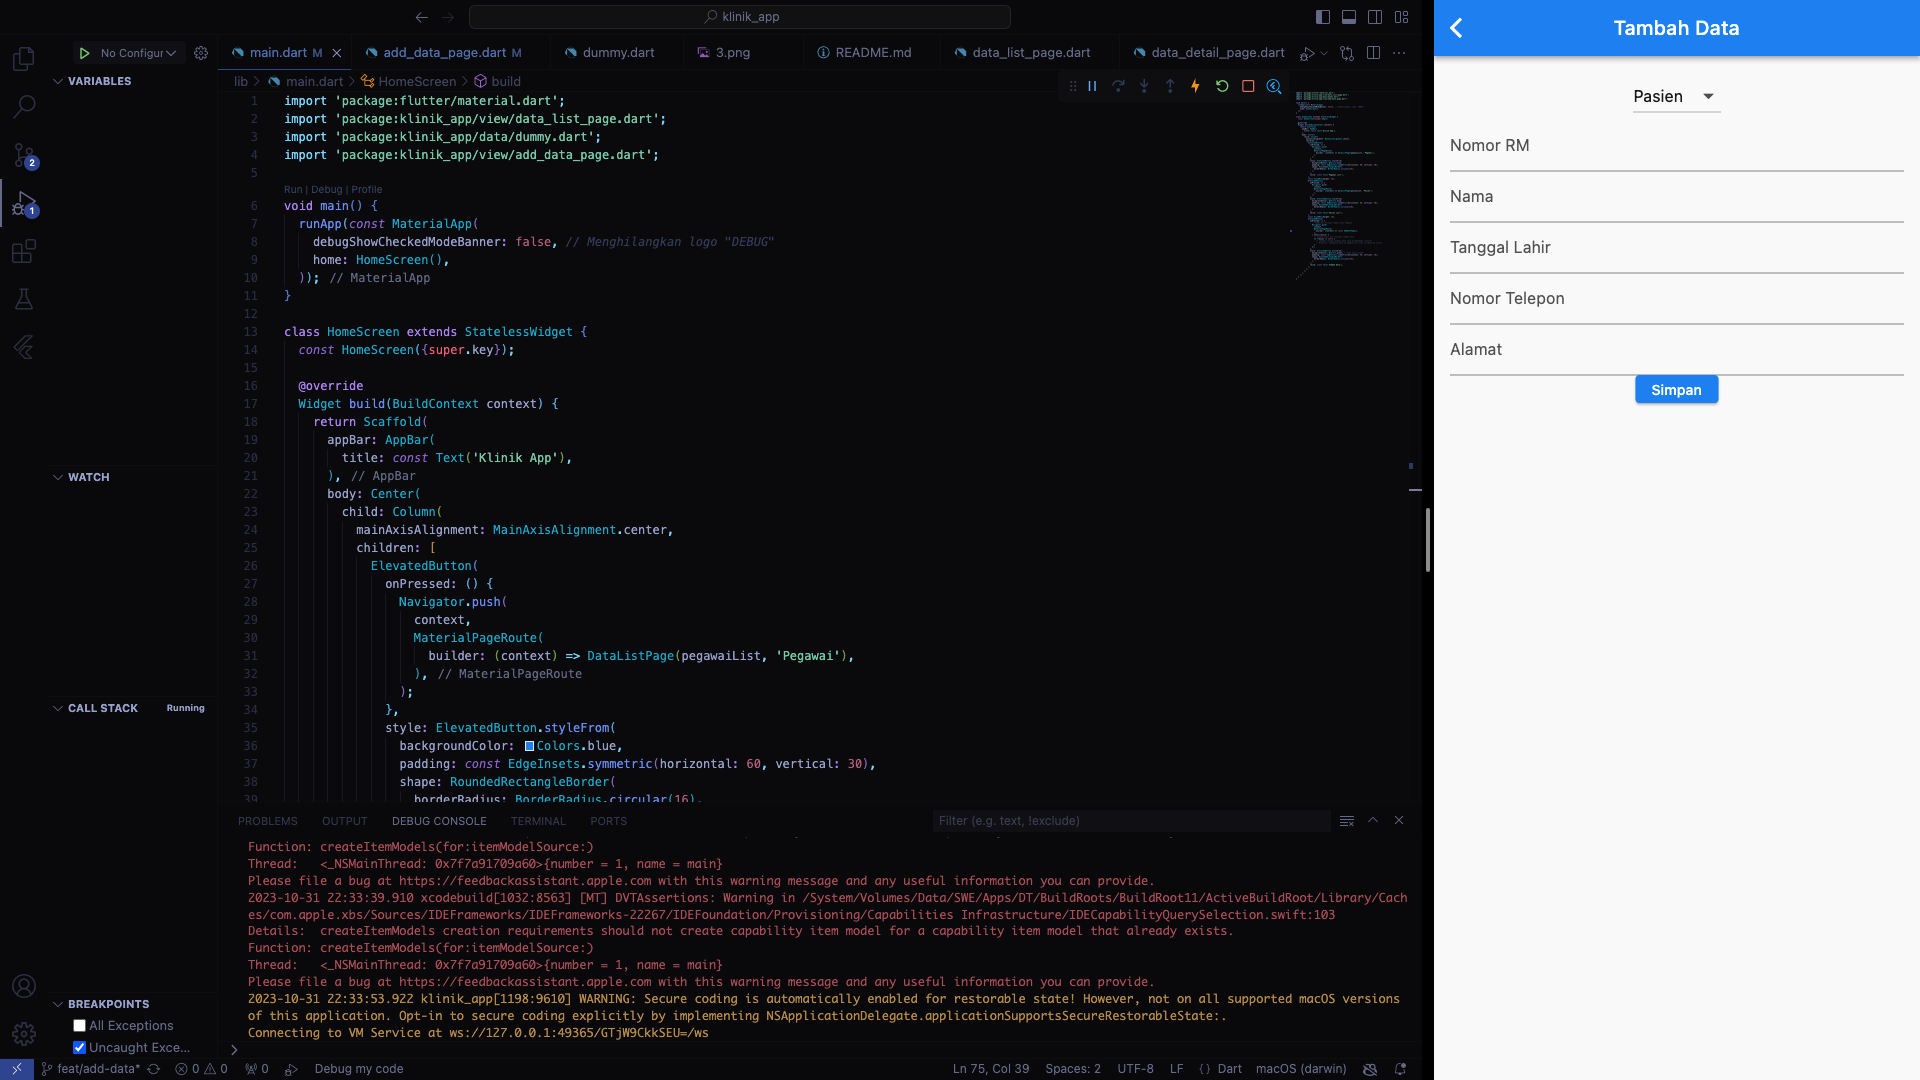 klinik_app
No Configur
main.dart M
add_data_page.dart M
dummy.dart
3.png
README.md
data_list_page.dart
data_detail_page.dart
VARIABLES
lib > main.dart > HomeScreen > build
1 import 'package:flutter/material.dart';
2 import 'package:klinik_app/view/data_list_page.dart';
3 import 'package:klinik_app/data/dummy.dart';
4 import 'package:klinik_app/view/add_data_page.dart';
5
Run | Debug | Profile
6 void main() {
7 runApp(const MaterialApp(
8 debugShowCheckedModeBanner: false, // Menghilangkan logo "DEBUG"
9 home: HomeScreen(),
10 )); // MaterialApp
11 }
12
13 class HomeScreen extends StatelessWidget {
14 const HomeScreen({super.key});
15
16 @override
17 Widget build(BuildContext context) {
18 return Scaffold(
19 appBar: AppBar(
20 title: const Text('Klinik App'),
21 ), // AppBar
22 body: Center(
23 child: Column(
24 mainAxisAlignment: MainAxisAlignment.center,
25 children: [
26 ElevatedButton(
27 onPressed: () {
28 Navigator.push(
29 context,
30 MaterialPageRoute(
31 builder: (context) => DataListPage(pegawaiList, 'Pegawai'),
32 ), // MaterialPageRoute
33 );
34 },
35 style: ElevatedButton.styleFrom(
36 backgroundColor: Colors.blue,
37 padding: const EdgeInsets.symmetric(horizontal: 60, vertical: 30),
38 shape: RoundedRectangleBorder(
39 borderRadius: BorderRadius.circular(16),
2
1
WATCH
CALL STACK Running
BREAKPOINTS
All Exceptions
Uncaught Exce...
PROBLEMS OUTPUT DEBUG CONSOLE TERMINAL PORTS
Filter (e.g. text, !exclude)
Function: createItemModels(for:itemModelSource:)
Thread: <_NSMainThread: 0x7f7a91709a60>{number = 1, name = main}
Please file a bug at https://feedbackassistant.apple.com with this warning message and any useful information you can provide.
2023-10-31 22:33:39.910 xcodebuild[1032:8563] [MT] DVTAssertions: Warning in /System/Volumes/Data/SWE/Apps/DT/BuildRoots/BuildRoot11/ActiveBuildRoot/Library/Cach
es/com.apple.xbs/Sources/IDEFrameworks/IDEFrameworks-22267/IDEFoundation/Provisioning/Capabilities Infrastructure/IDECapabilityQuerySelection.swift:103
Details: createItemModels creation requirements should not create capability item model for a capability item model that already exists.
Function: createItemModels(for:itemModelSource:)
Thread: <_NSMainThread: 0x7f7a91709a60>{number = 1, name = main}
Please file a bug at https://feedbackassistant.apple.com with this warning message and any useful information you can provide.
2023-10-31 22:33:53.922 klinik_app[1198:9610] WARNING: Secure coding is automatically enabled for restorable state! However, not on all supported macOS versions
of this application. Opt-in to secure coding explicitly by implementing NSApplicationDelegate.applicationSupportsSecureRestorableState:.
Connecting to VM Service at ws://127.0.0.1:49365/GTjW9CkkSEU=/ws
feat/add-data* 0 0 0 Debug my code
Ln 75, Col 39 Spaces: 2 UTF-8 LF {} Dart macOS (darwin)
Tambah Data
Pasien
Nomor RM
Nama
Tanggal Lahir
Nomor Telepon
Alamat
Simpan